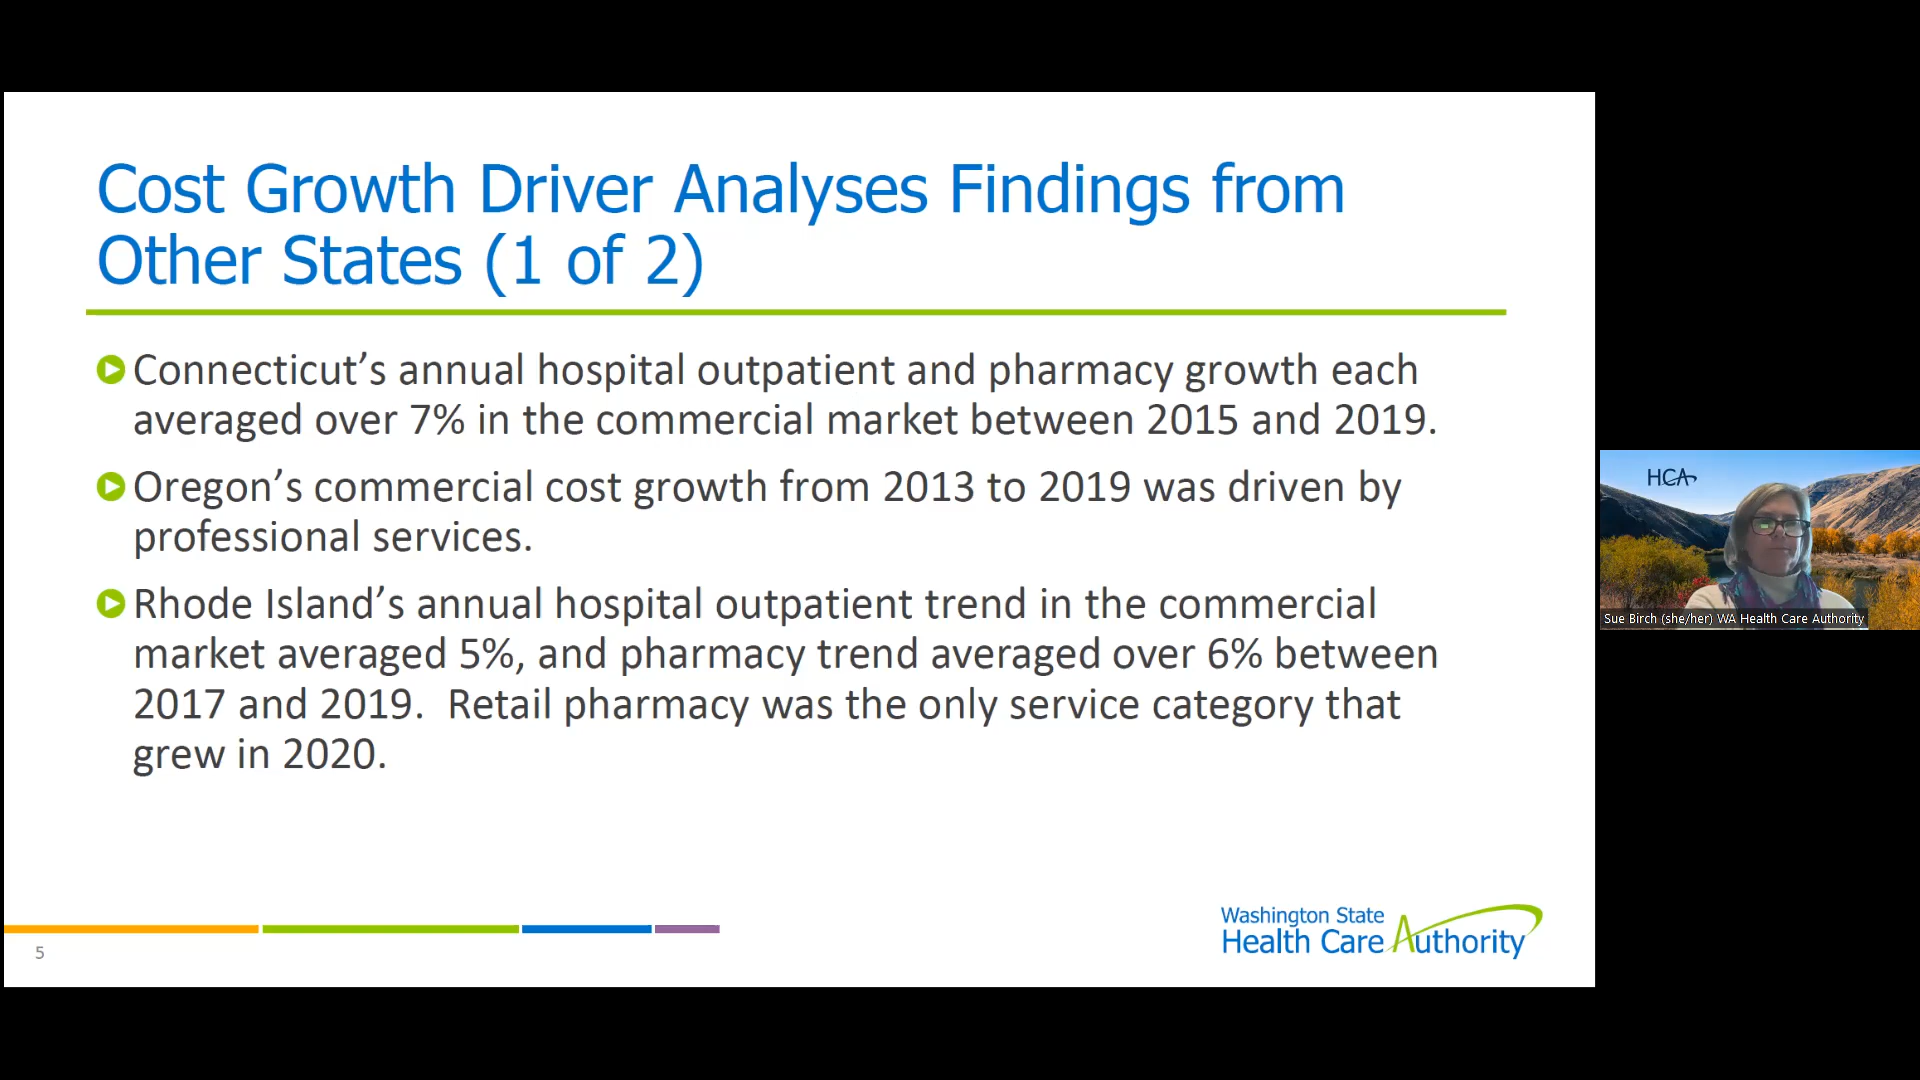 Cost Growth Driver Analyses Findings from
Other States (1 of 2)
Connecticut’s annual hospital outpatient and pharmacy growth each
averaged over 7% in the commercial market between 2015 and 2019.
Oregon’s commercial cost growth from 2013 to 2019 was driven by
professional services.
Rhode Island’s annual hospital outpatient trend in the commercial
market averaged 5%, and pharmacy trend averaged over 6% between
2017 and 2019.  Retail pharmacy was the only service category that
grew in 2020.
5
Washington State
Health Care Authority
HCA
Sue Birch (she/her) WA Health Care Authority